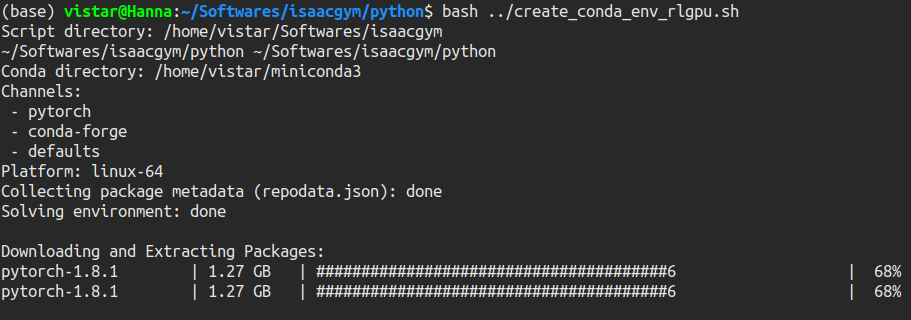 (base) vistar@Hanna:~/Softwares/isaacgym/python$ bash ../create_conda_env_rlgpu.sh
Script directory: /home/vistar/Softwares/isaacgym
~/Softwares/isaacgym/python ~/Softwares/isaacgym/python
Conda directory: /home/vistar/miniconda3
Channels:
 - pytorch
 - conda-forge
 - defaults
Platform: linux-64
Collecting package metadata (repodata.json): done
Solving environment: done
Downloading and Extracting Packages:
pytorch-1.8.1        | 1.27 GB   | #######################################6                   |  68%
pytorch-1.8.1        | 1.27 GB   | #######################################6                   |  68%